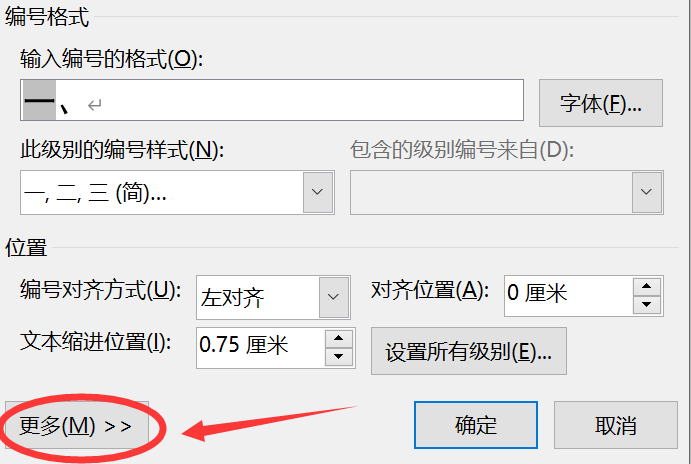 编号格式
输入编号的格式(O):
一、↵
字体(F)...
此级别的编号样式(N):
包含的级别编号来自(D):
一, 二, 三 (简)...
位置
编号对齐方式(U):
左对齐
对齐位置(A):
0 厘米
文本缩进位置(I):
0.75 厘米
设置所有级别(E)...
更多(M) >>
确定
取消